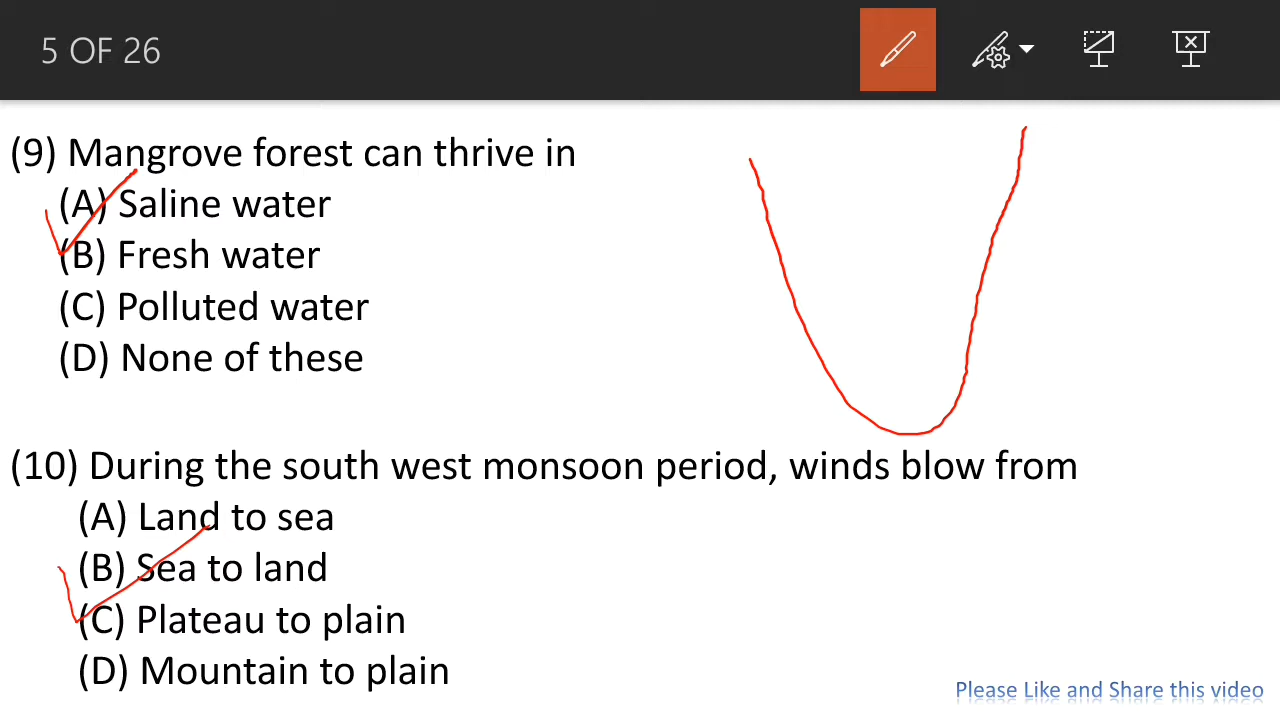 5 OF 26
(9) Mangrove forest can thrive in
(A) Saline water
(B) Fresh water
(C) Polluted water
(D) None of these
(10) During the south west monsoon period, winds blow from
(A) Land to sea
(B) Sea to land
(C) Plateau to plain
(D) Mountain to plain
Please Like and Share this video